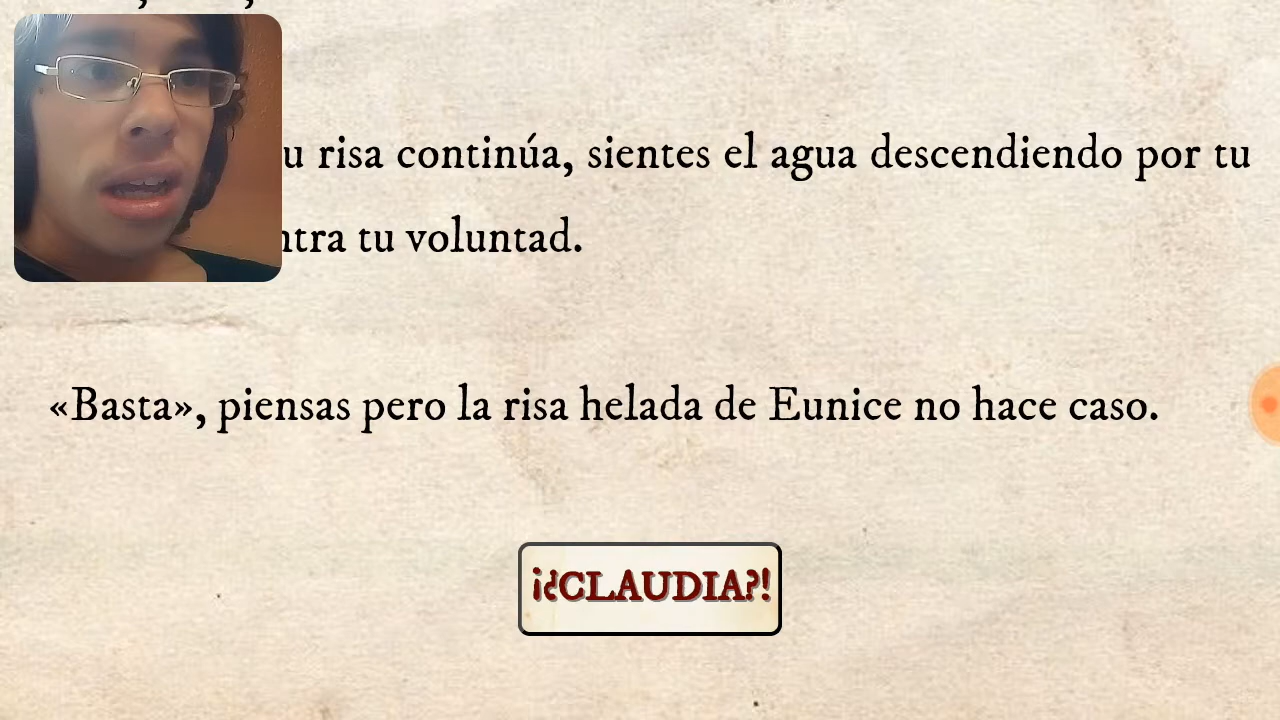 risa continúa, sientes el agua descendiendo por tu
tu voluntad.
«Basta», piensas pero la risa helada de Eunice no hace caso.
¡¿CLAUDIA?!